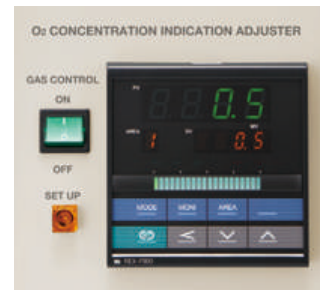 O₂ CONCENTRATION INDICATION ADJUSTER
GAS CONTROL
ON
OFF
SET UP
PV
0.5
AREA
SV
1
0.5
MODE MONI AREA